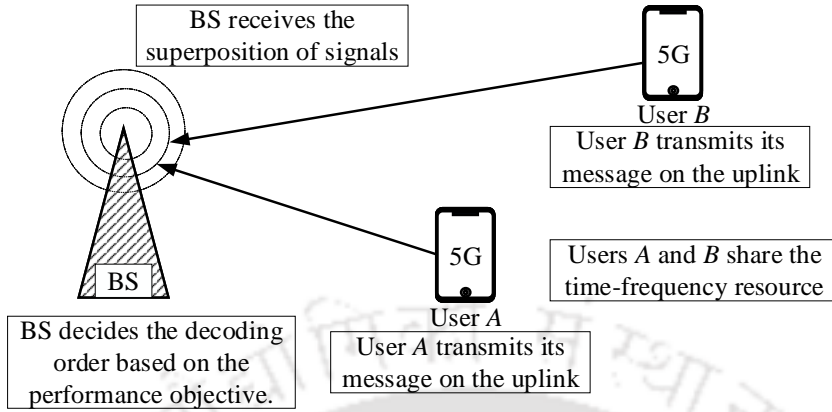 BS receives the
superposition of signals
5G
User B
User B transmits its
message on the uplink
5G
Users A and B share the
time-frequency resource
BS
User A
BS decides the decoding
order based on the
performance objective.
User A transmits its
message on the uplink